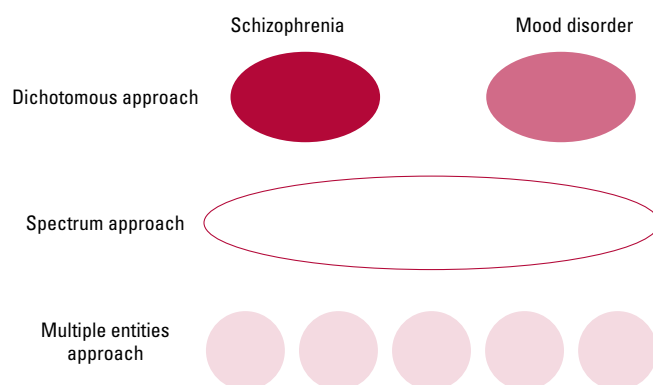 Schizophrenia
Mood disorder
Dichotomous approach
Spectrum approach
Multiple entities
approach